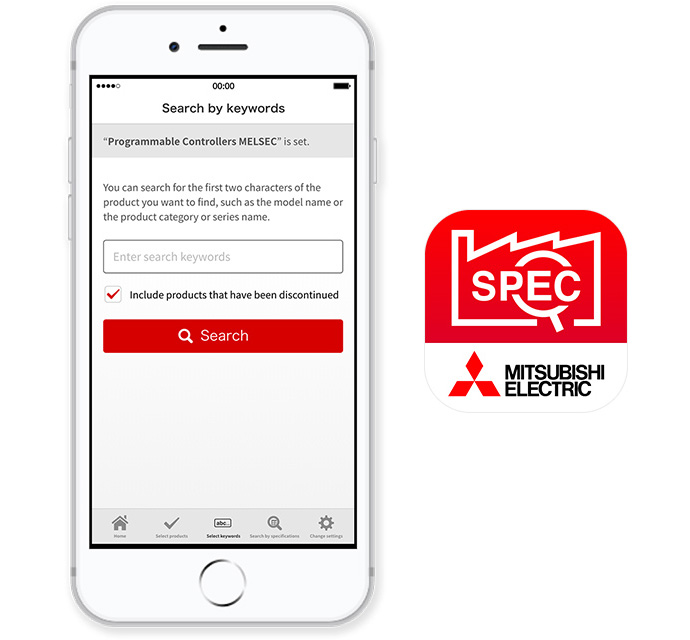 00:00
Search by keywords
“Programmable Controllers MELSEC” is set.
You can search for the first two characters of the
product you want to find, such as the model name or
the product category or series name.
Enter search keywords
Include products that have been discontinued
Search
abc..
Home
Select products
Select keywords
Search by specifications
Change settings
SPEC
MITSUBISHI
ELECTRIC